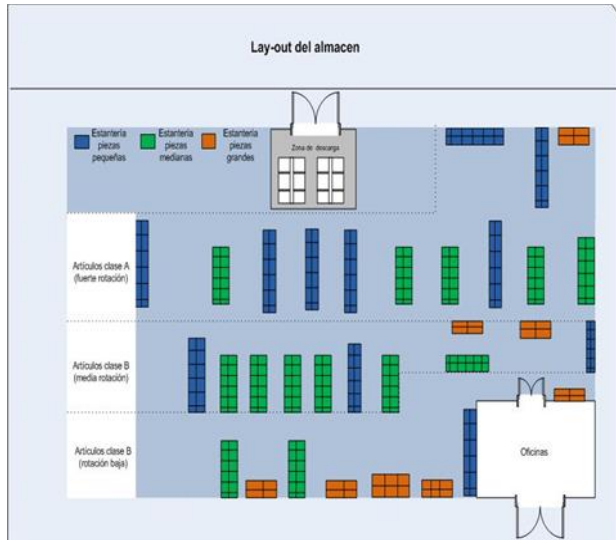 Lay-out del almacen
Estantería
piezas
pequeñas
Estantería
piezas
medianas
Estantería piezas
grandes
Zona de descarga
Artículos clase A
(fuerte rotación)
Artículos clase B
(media rotación)
Artículos clase B
(rotación baja)
Oficinas